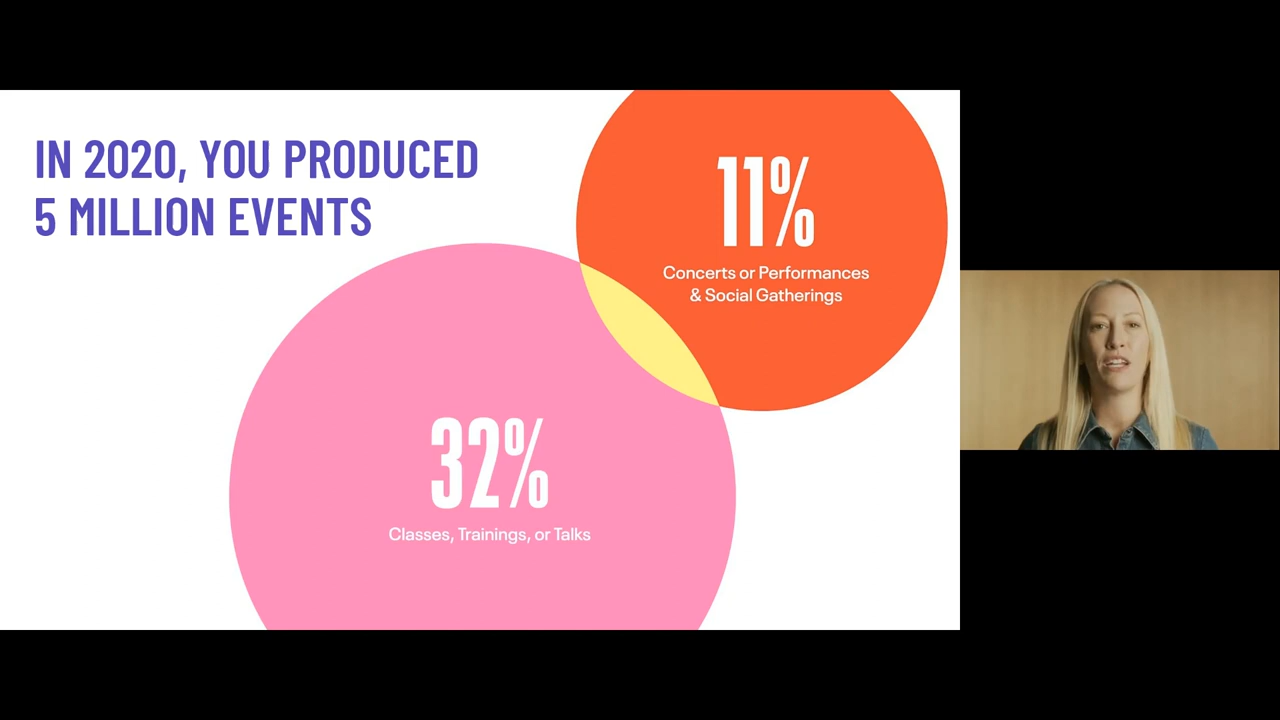 IN 2020, YOU PRODUCED
5 MILLION EVENTS
11%
Concerts or Performances
& Social Gatherings
32%
Classes, Trainings, or Talks